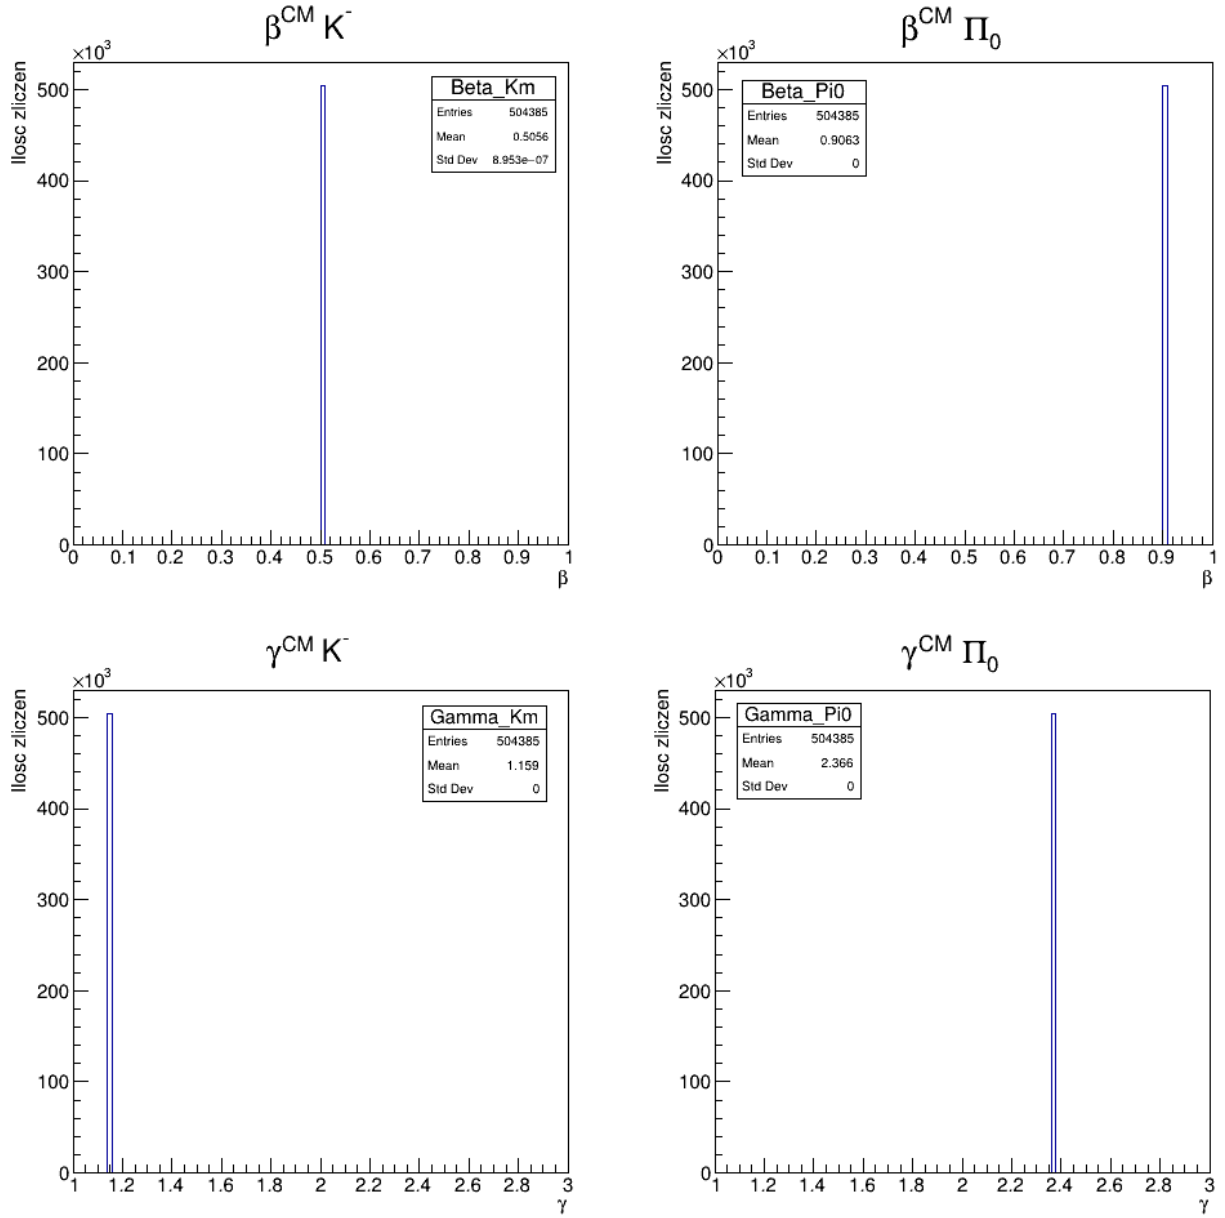 β^CM K^-
×10^3
Ilosc zliczen
500
400
300
200
100
0
0 0.1 0.2 0.3 0.4 0.5 0.6 0.7 0.8 0.9 1
β
Beta_Km
Entries 504385
Mean 0.5056
Std Dev 8.953e−07
β^CM Π_0
×10^3
Ilosc zliczen
500
400
300
200
100
0
0 0.1 0.2 0.3 0.4 0.5 0.6 0.7 0.8 0.9 1
β
Beta_Pi0
Entries 504385
Mean 0.9063
Std Dev 0
γ^CM K^-
×10^3
Ilosc zliczen
500
400
300
200
100
0
1 1.2 1.4 1.6 1.8 2 2.2 2.4 2.6 2.8 3
γ
Gamma_Km
Entries 504385
Mean 1.159
Std Dev 0
γ^CM Π_0
×10^3
Ilosc zliczen
500
400
300
200
100
0
1 1.2 1.4 1.6 1.8 2 2.2 2.4 2.6 2.8 3
γ
Gamma_Pi0
Entries 504385
Mean 2.366
Std Dev 0